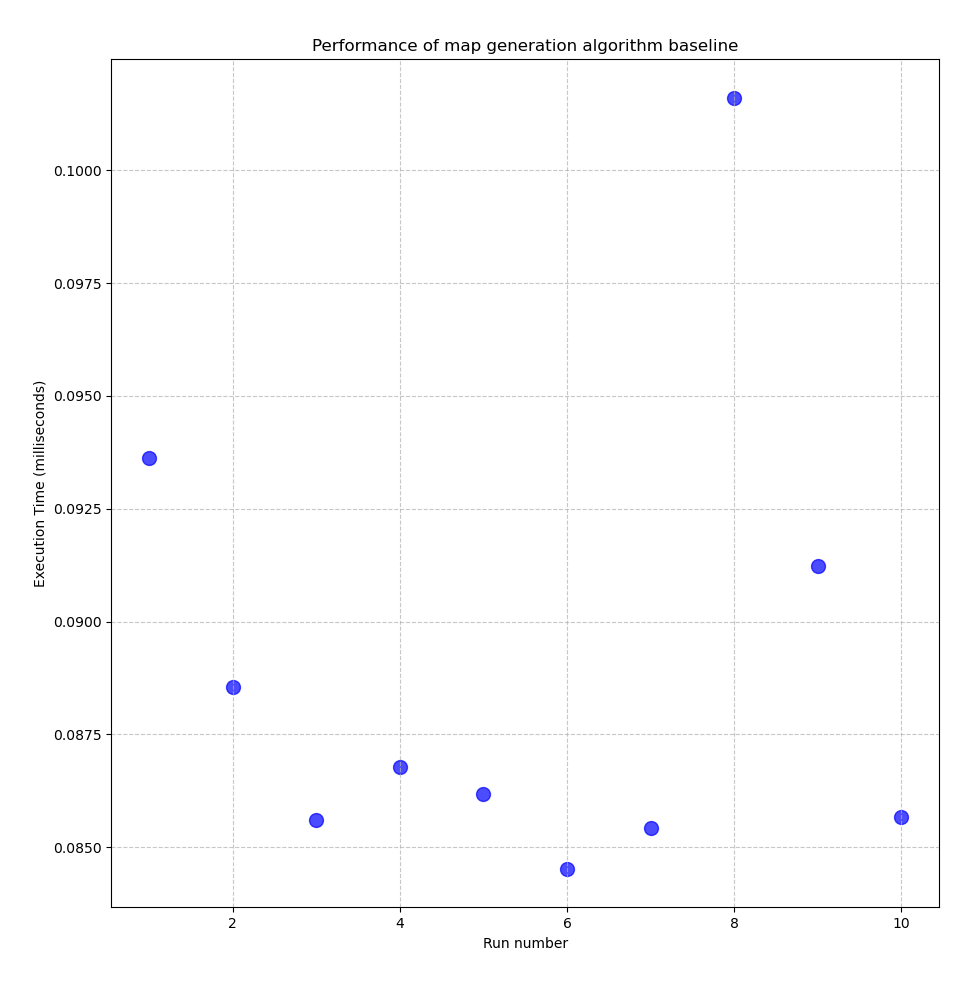 Performance of map generation algorithm baseline
0.1000
0.0975
0.0950
0.0925
0.0900
0.0875
0.0850
Execution Time (milliseconds)
2 4 6 8 10
Run number